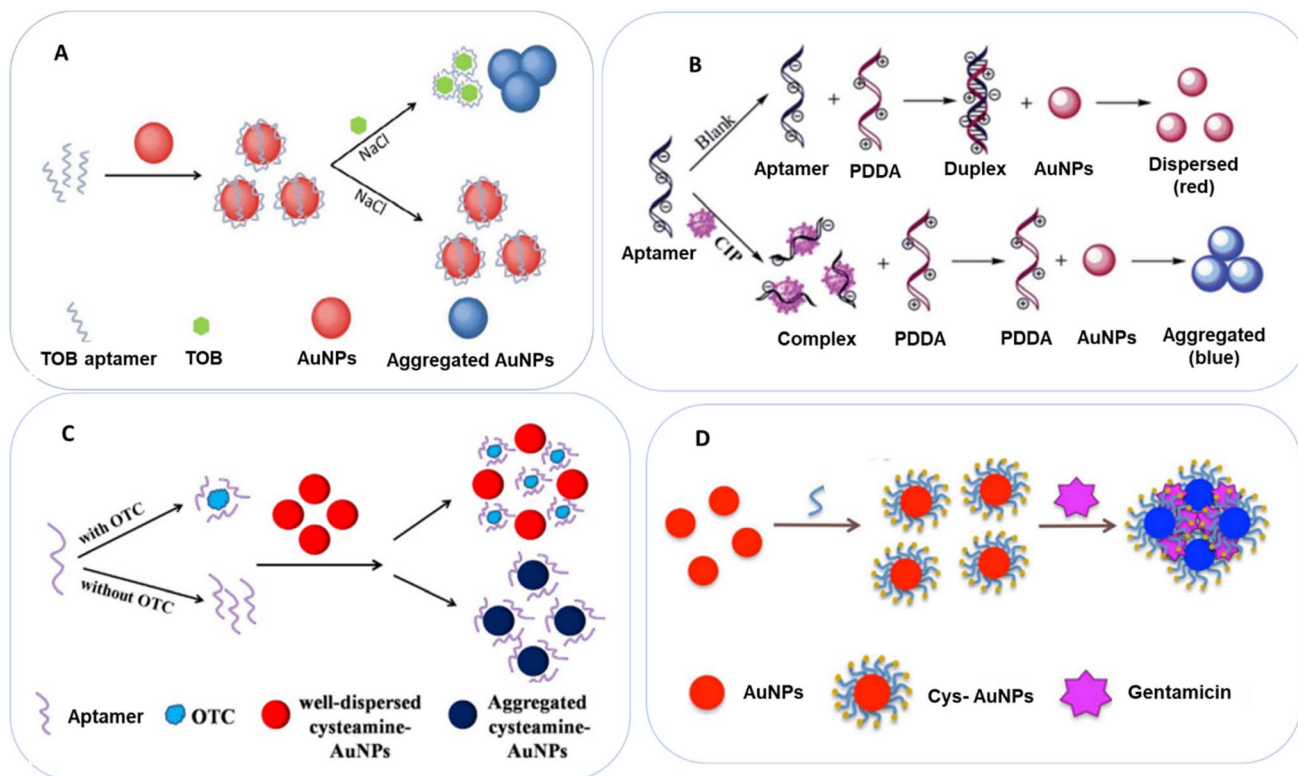 A
NaCl
NaCl
TOB aptamer
TOB
AuNPs
Aggregated AuNPs
B
Blank
Aptamer
+
PDDA
Duplex
+
AuNPs
Dispersed
(red)
Aptamer
CIP
Complex
+
PDDA
PDDA
+
AuNPs
Aggregated
(blue)
C
with OTC
without OTC
Aptamer
OTC
well-dispersed
cysteamine-
AuNPs
Aggregated
cysteamine-
AuNPs
D
AuNPs
Cys- AuNPs
Gentamicin